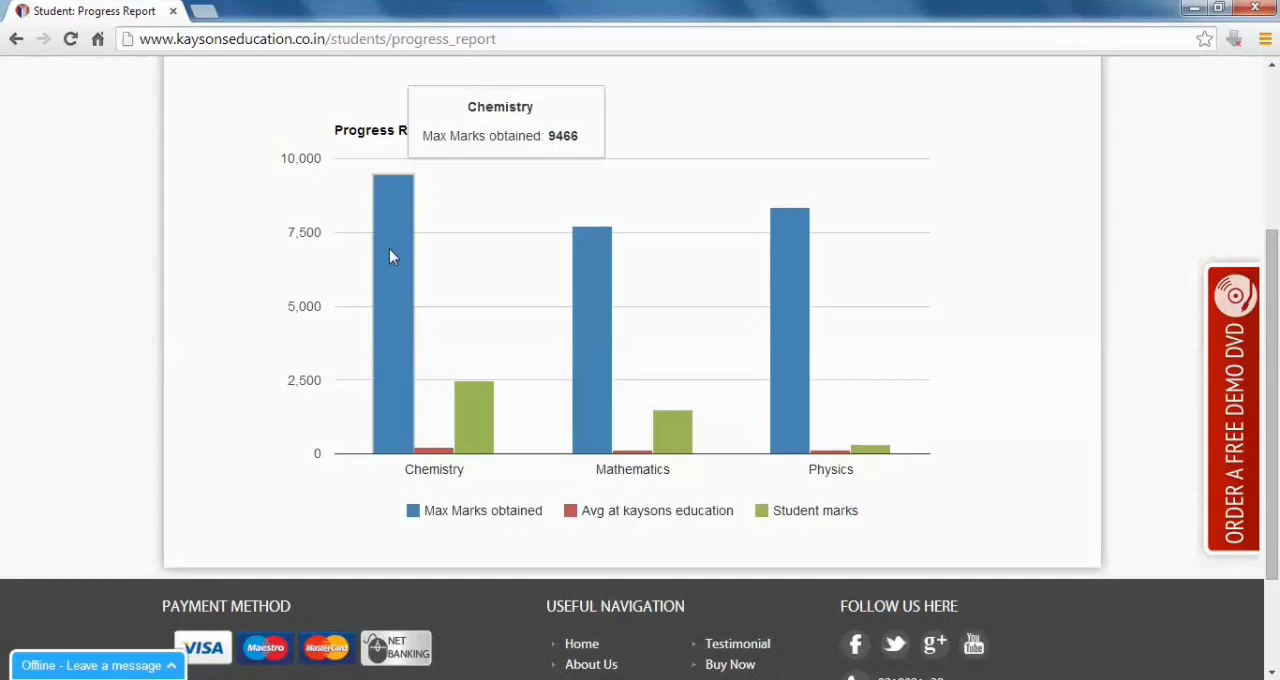 Student: Progress Report
www.kaysonseducation.co.in/students/progress_report
Chemistry
Max Marks obtained: 9466
Progress R
10,000
7,500
5,000
2,500
0
Chemistry Mathematics Physics
Max Marks obtained Avg at kaysons education Student marks
ORDER A FREE DEMO DVD
PAYMENT METHOD
VISA Maestro MasterCard NET BANKING
USEFUL NAVIGATION
Home Testimonial
About Us Buy Now
FOLLOW US HERE
f g+ You Tube
Offline - Leave a message